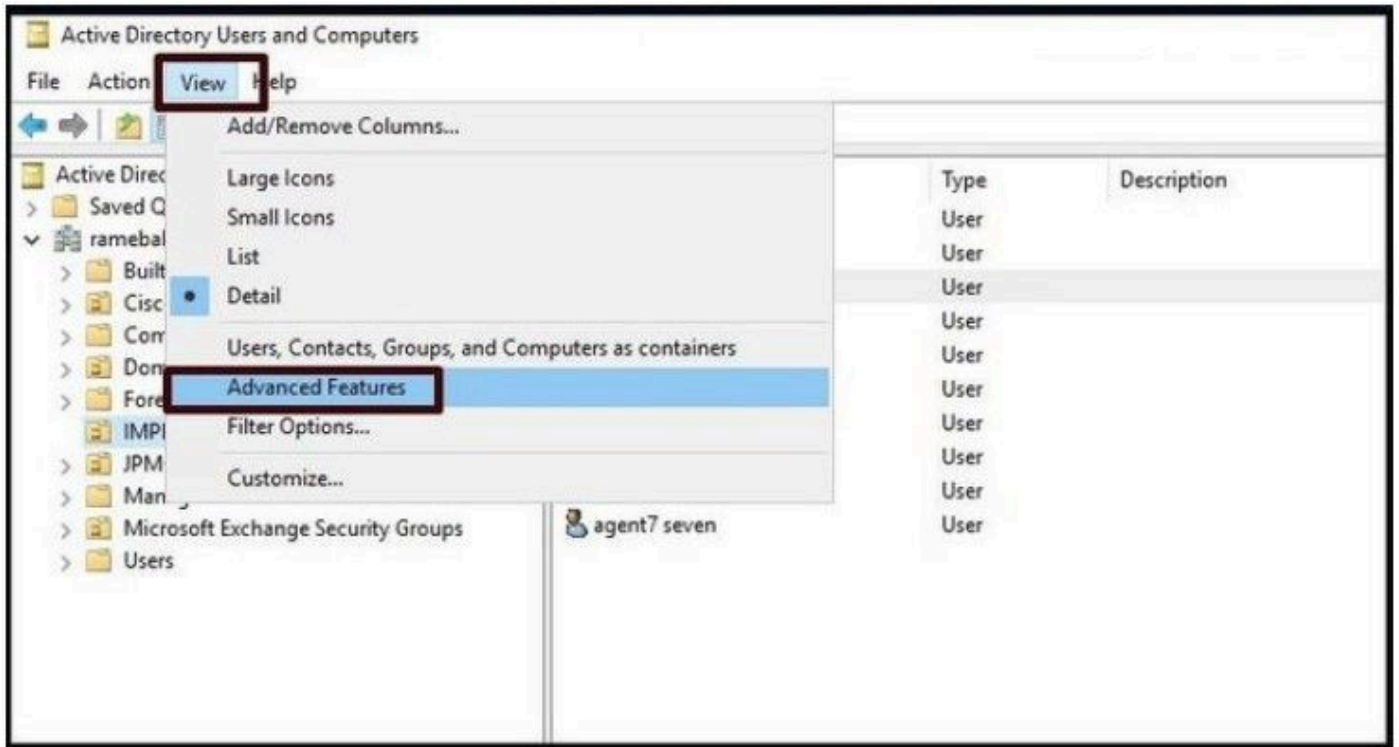 Active Directory Users and Computers
File Action View Help
Add/Remove Columns...
Large Icons
Small Icons
List
Detail
Users, Contacts, Groups, and Computers as containers
Advanced Features
Filter Options...
Customize...
Active Direc
Saved Q
ramebal
Built
Cisc
Com
Dom
Fore
IMPI
JPM
Man
Microsoft Exchange Security Groups
Users
Type Description
User
User
User
User
User
User
User
User
User
agent7 seven User